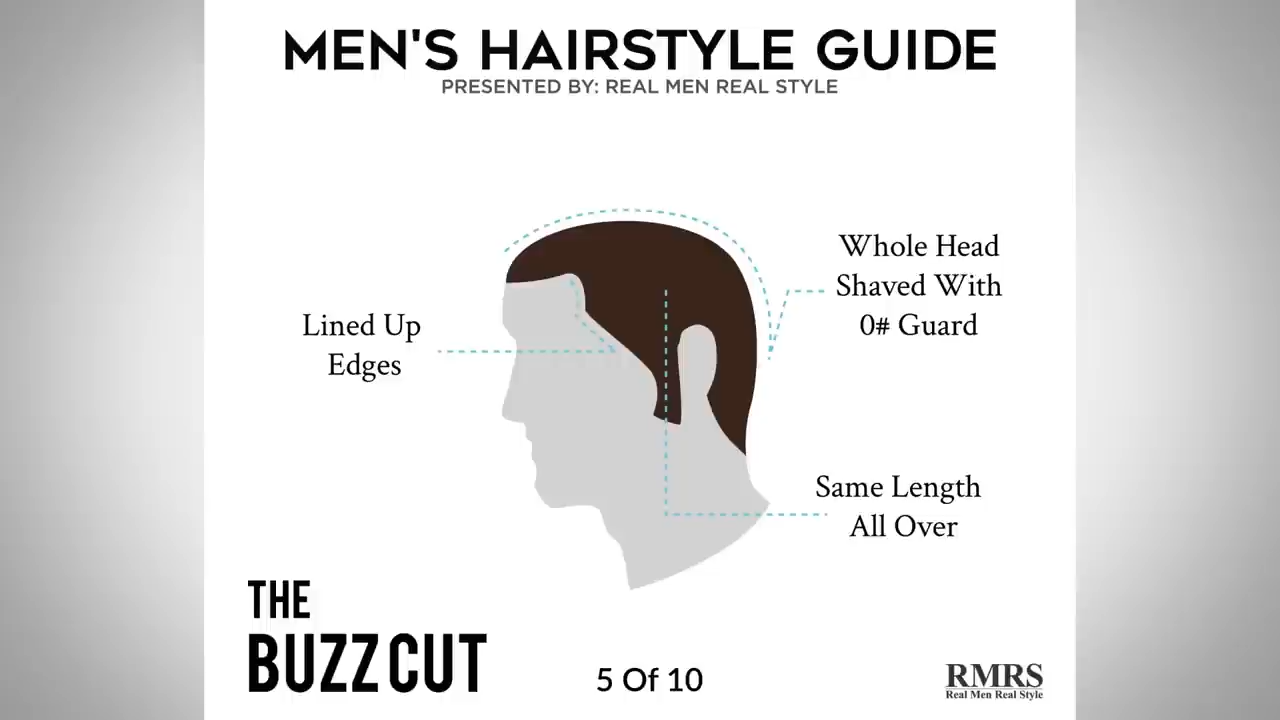 MEN'S HAIRSTYLE GUIDE
PRESENTED BY: REAL MEN REAL STYLE
Whole Head
Shaved With
0# Guard
Lined Up
Edges
Same Length
All Over
THE
BUZZ CUT
5 Of 10
RMRS
Real Men Real Style